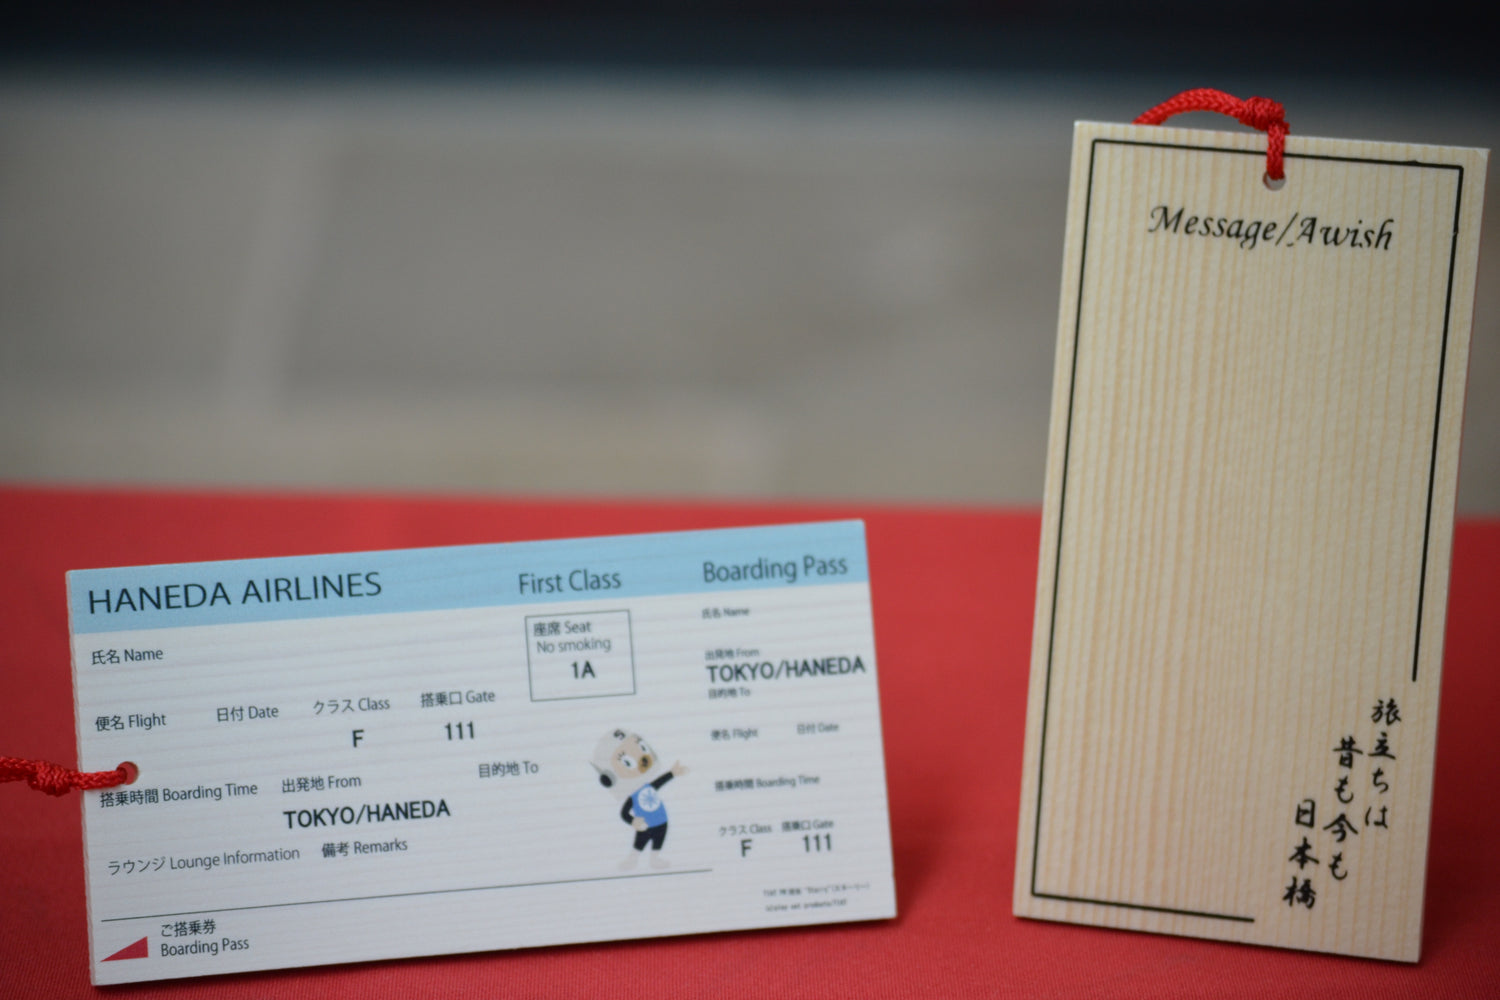 HANEDA AIRLINES
First Class
Boarding Pass
氏名 Name
座席 Seat
No smoking
1A
便名 Flight
日付 Date
クラス Class
F
搭乗口 Gate
111
搭乗時間 Boarding Time
出発地 From
TOKYO/HANEDA
目的地 To
ラウンジ Lounge Information
備考 Remarks
ご搭乗券
Boarding Pass
S
氏名 Name
出発地 From
TOKYO/HANEDA
目的地 To
便名 Flight
日付 Date
搭乗時間 Boarding Time
クラス Class
F
搭乗口 Gate
111
Message/Awish
旅立ちは
昔も今も
日本橋